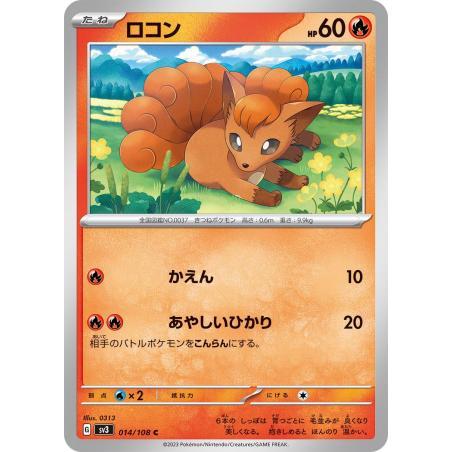 たね ロコン HP60
全国図鑑NO.0037 きつねポケモン 高さ：0.6m 重さ：9.9kg
かえん 10
あやしいひかり 20
あいて
相手のバトルポケモンをこんらんにする。
弱点 ×2 抵抗力 にげる
Illus. 0313
G sv3 014/108 C
6本の しっぽは 育つごとに 毛並みが 良く
美しくなる。 抱きしめると ほんのり 温かい。
©2023 Pokémon/Nintendo/Creatures/GAME FREAK.